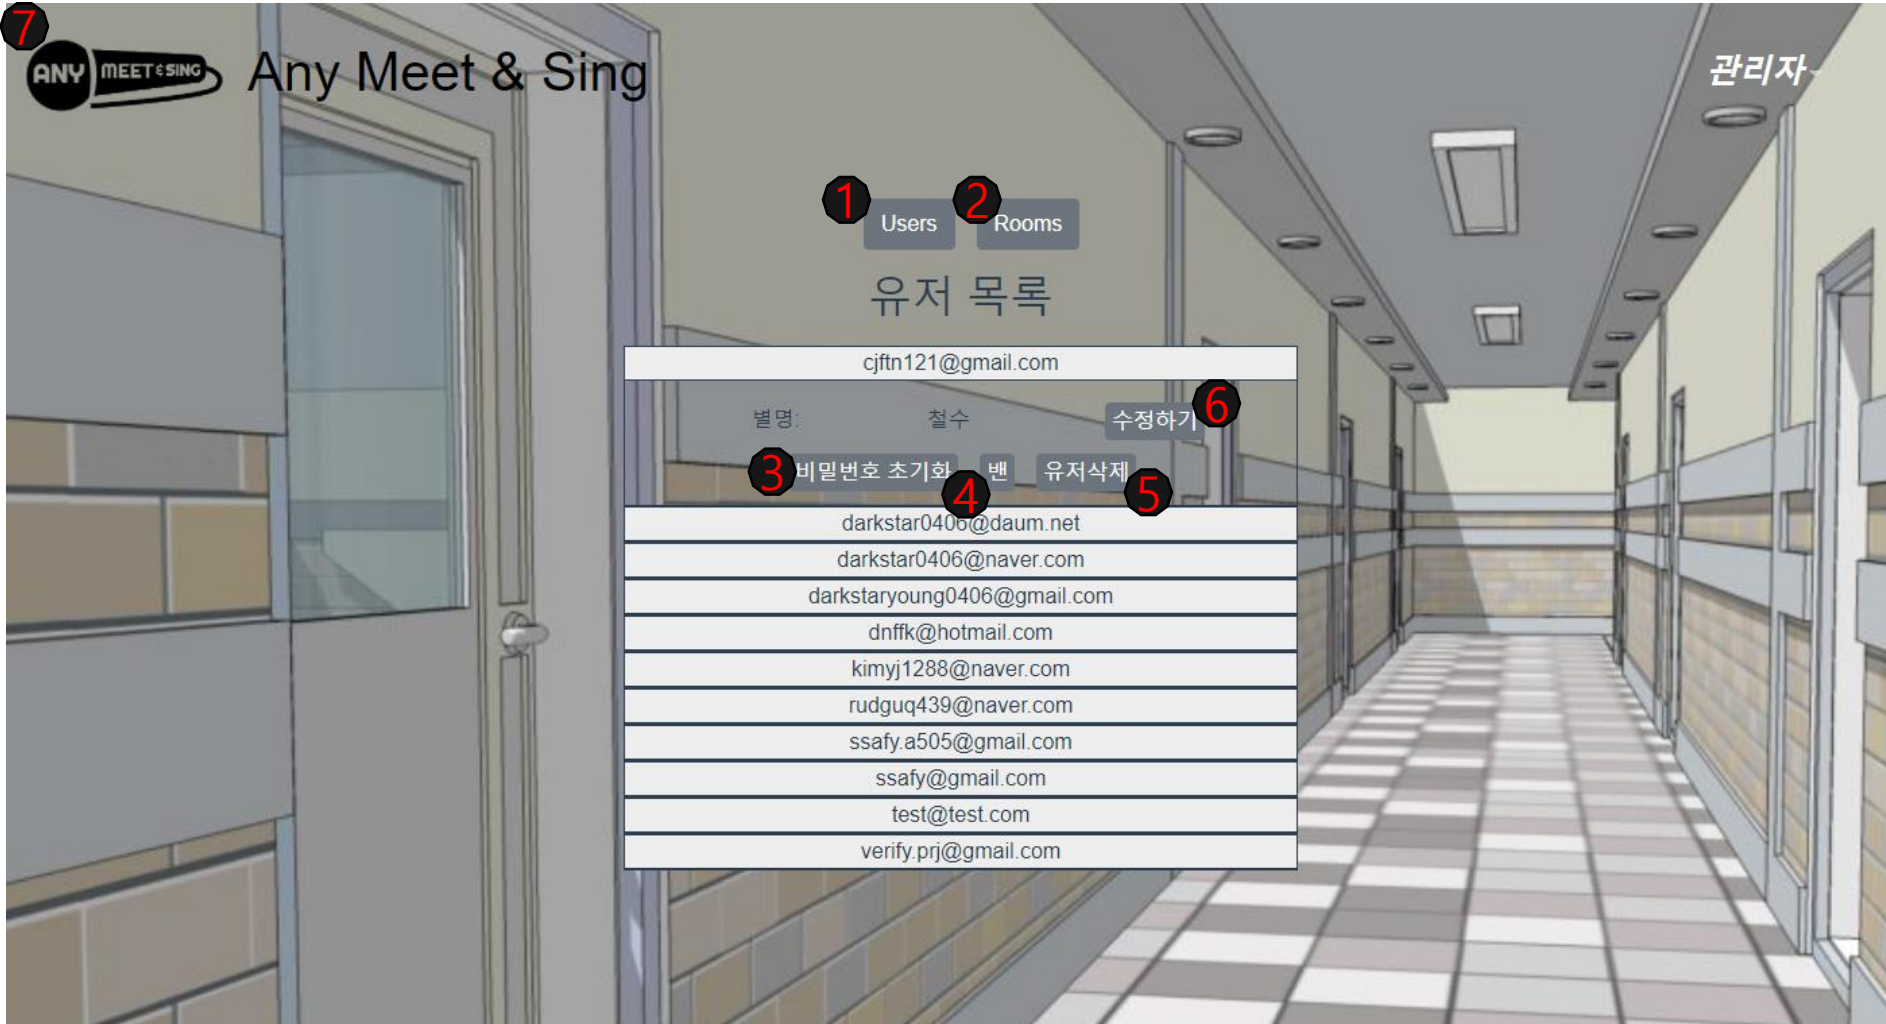 7
ANY MEET & SING
Any Meet & Sing
관리자
1
Users
2
Rooms
유저 목록
cjftn121@gmail.com
별명: 철수 수정하기
6
3
비밀번호 초기화
4
밴
유저삭제
5
darkstar0406@daum.net
darkstar0406@naver.com
darkstaryoung0406@gmail.com
dnffk@hotmail.com
kimyj1288@naver.com
rudguq439@naver.com
ssafy.a505@gmail.com
ssafy@gmail.com
test@test.com
verify.prj@gmail.com